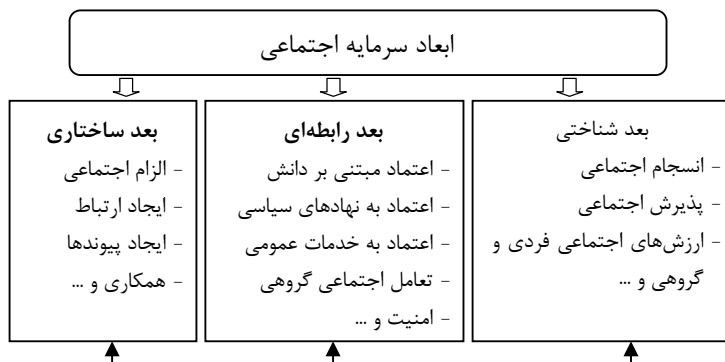 ابعاد سرمایه اجتماعی
بعد شناختی
- انسجام اجتماعی
- پذیرش اجتماعی
- ارزش‌های اجتماعی فردی و
گروهی و ...
بعد رابطه‌ای
- اعتماد مبتنی بر دانش
- اعتماد به نهادهای سیاسی
- اعتماد به خدمات عمومی
- تعامل اجتماعی گروهی
- امنیت و ...
بعد ساختاری
- الزام اجتماعی
- ایجاد ارتباط
- ایجاد پیوندها
- همکاری و ...